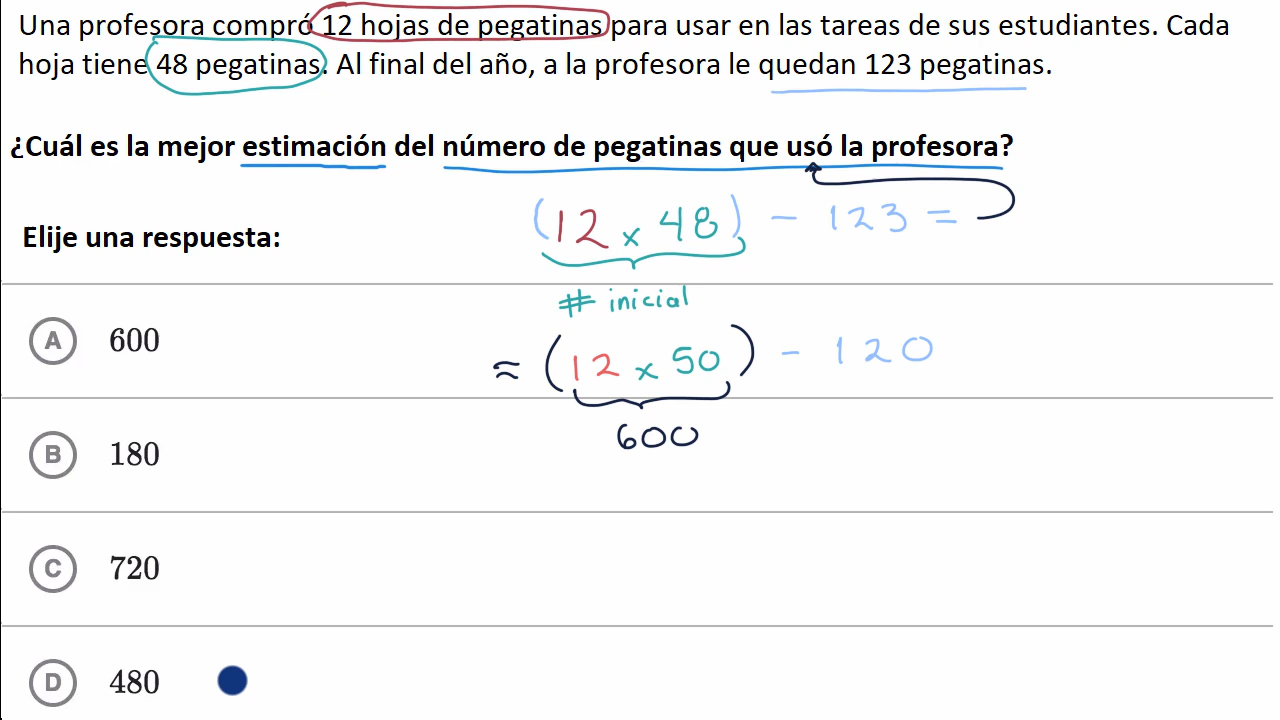 Una profesora compró 12 hojas de pegatinas para usar en las tareas de sus estudiantes. Cada
hoja tiene 48 pegatinas. Al final del año, a la profesora le quedan 123 pegatinas.
¿Cuál es la mejor estimación del número de pegatinas que usó la profesora?
(12 x 48) - 123 =
Elije una respuesta:
# inicial
A 600
≈ (12 x 50) - 120
600
B 180
C 720
D 480